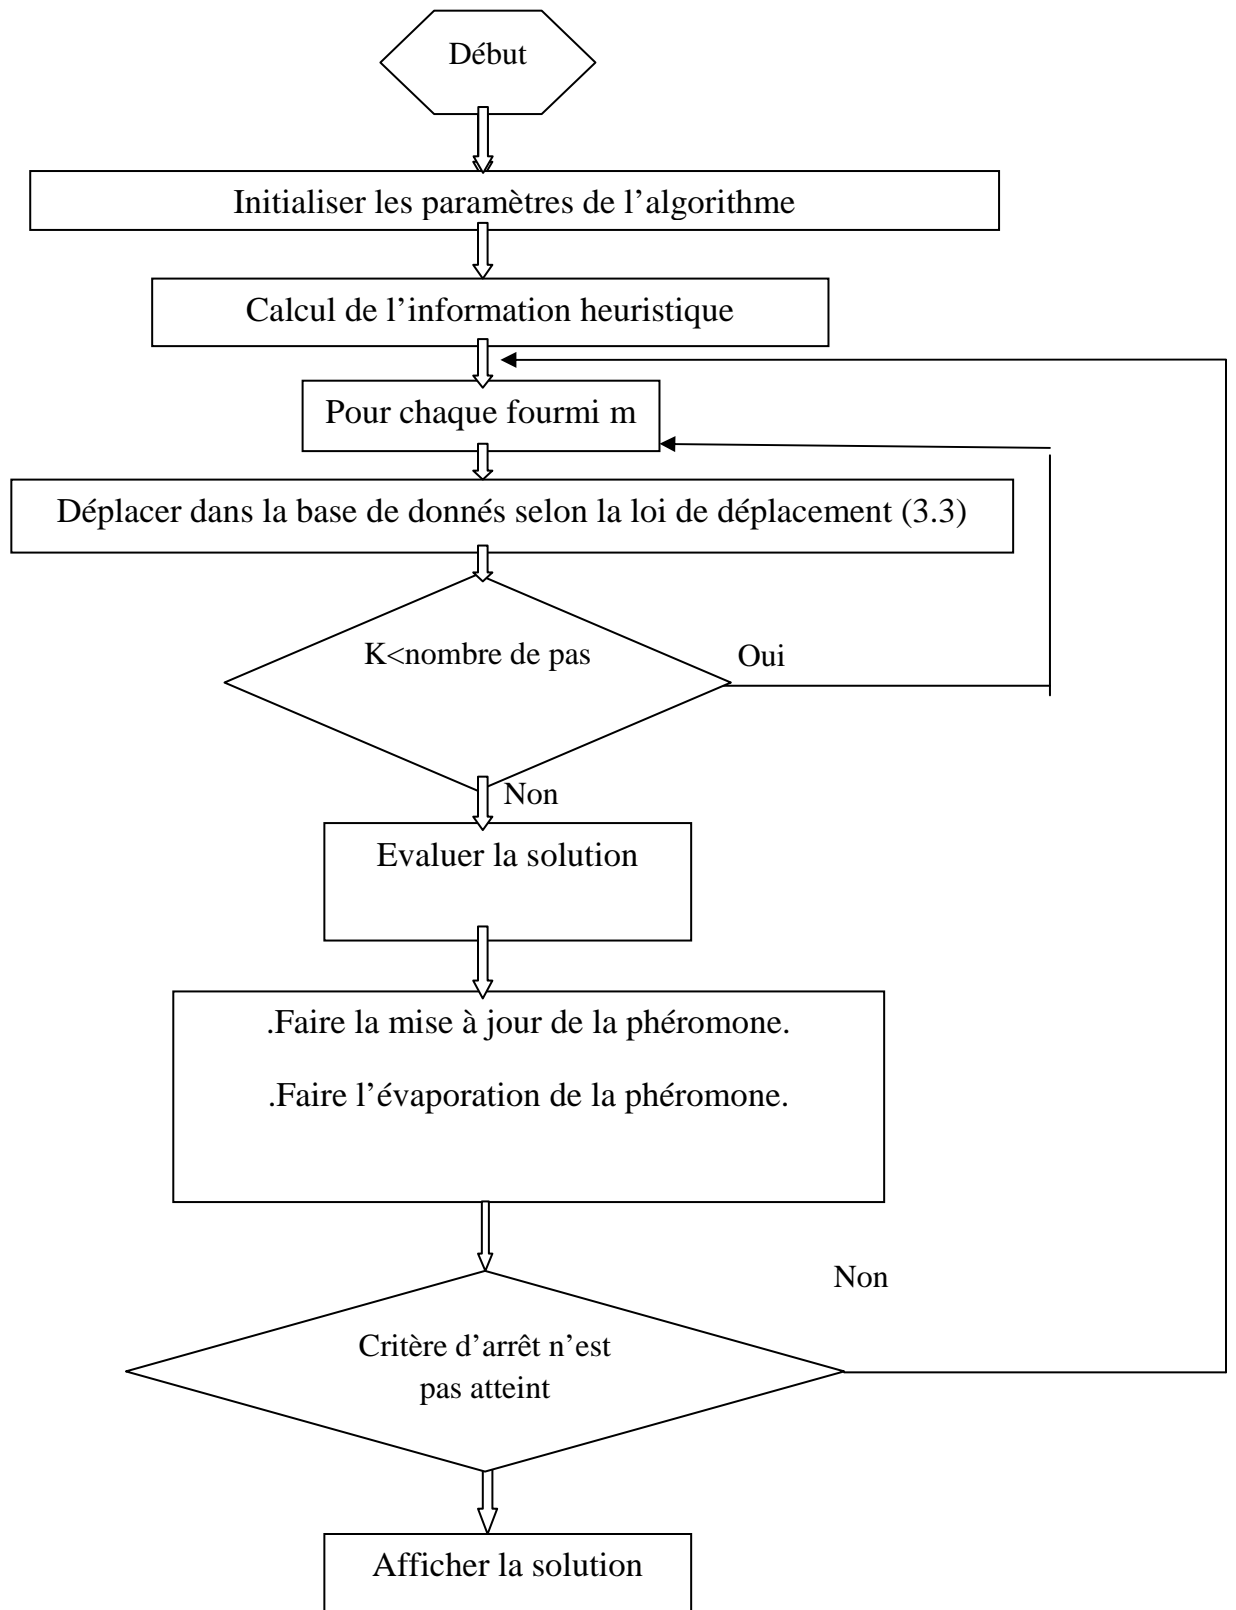 Début
Initialiser les paramètres de l’algorithme
Calcul de l’information heuristique
Pour chaque fourmi m
Déplacer dans la base de donnés selon la loi de déplacement (3.3)
K<nombre de pas
Oui
Non
Evaluer la solution
.Faire la mise à jour de la phéromone.
.Faire l’évaporation de la phéromone.
Non
Critère d’arrêt n’est
pas atteint
Afficher la solution